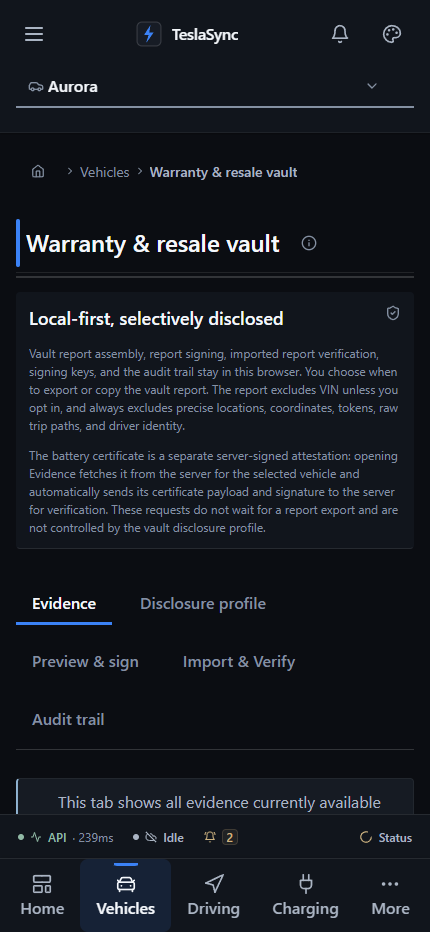 TeslaSync
Aurora
Vehicles
Warranty & resale vault
Warranty & resale vault
Local-first, selectively disclosed
Vault report assembly, report signing, imported report verification,
signing keys, and the audit trail stay in this browser. You choose when
to export or copy the vault report. The report excludes VIN unless you
opt in, and always excludes precise locations, coordinates, tokens, raw
trip paths, and driver identity.
The battery certificate is a separate server-signed attestation: opening
Evidence fetches it from the server for the selected vehicle and
automatically sends its certificate payload and signature to the server
for verification. These requests do not wait for a report export and are
not controlled by the vault disclosure profile.
Evidence
Disclosure profile
Preview & sign
Import & Verify
Audit trail
This tab shows all evidence currently available
API · 239ms
Idle
2
Status
Home
Vehicles
Driving
Charging
More